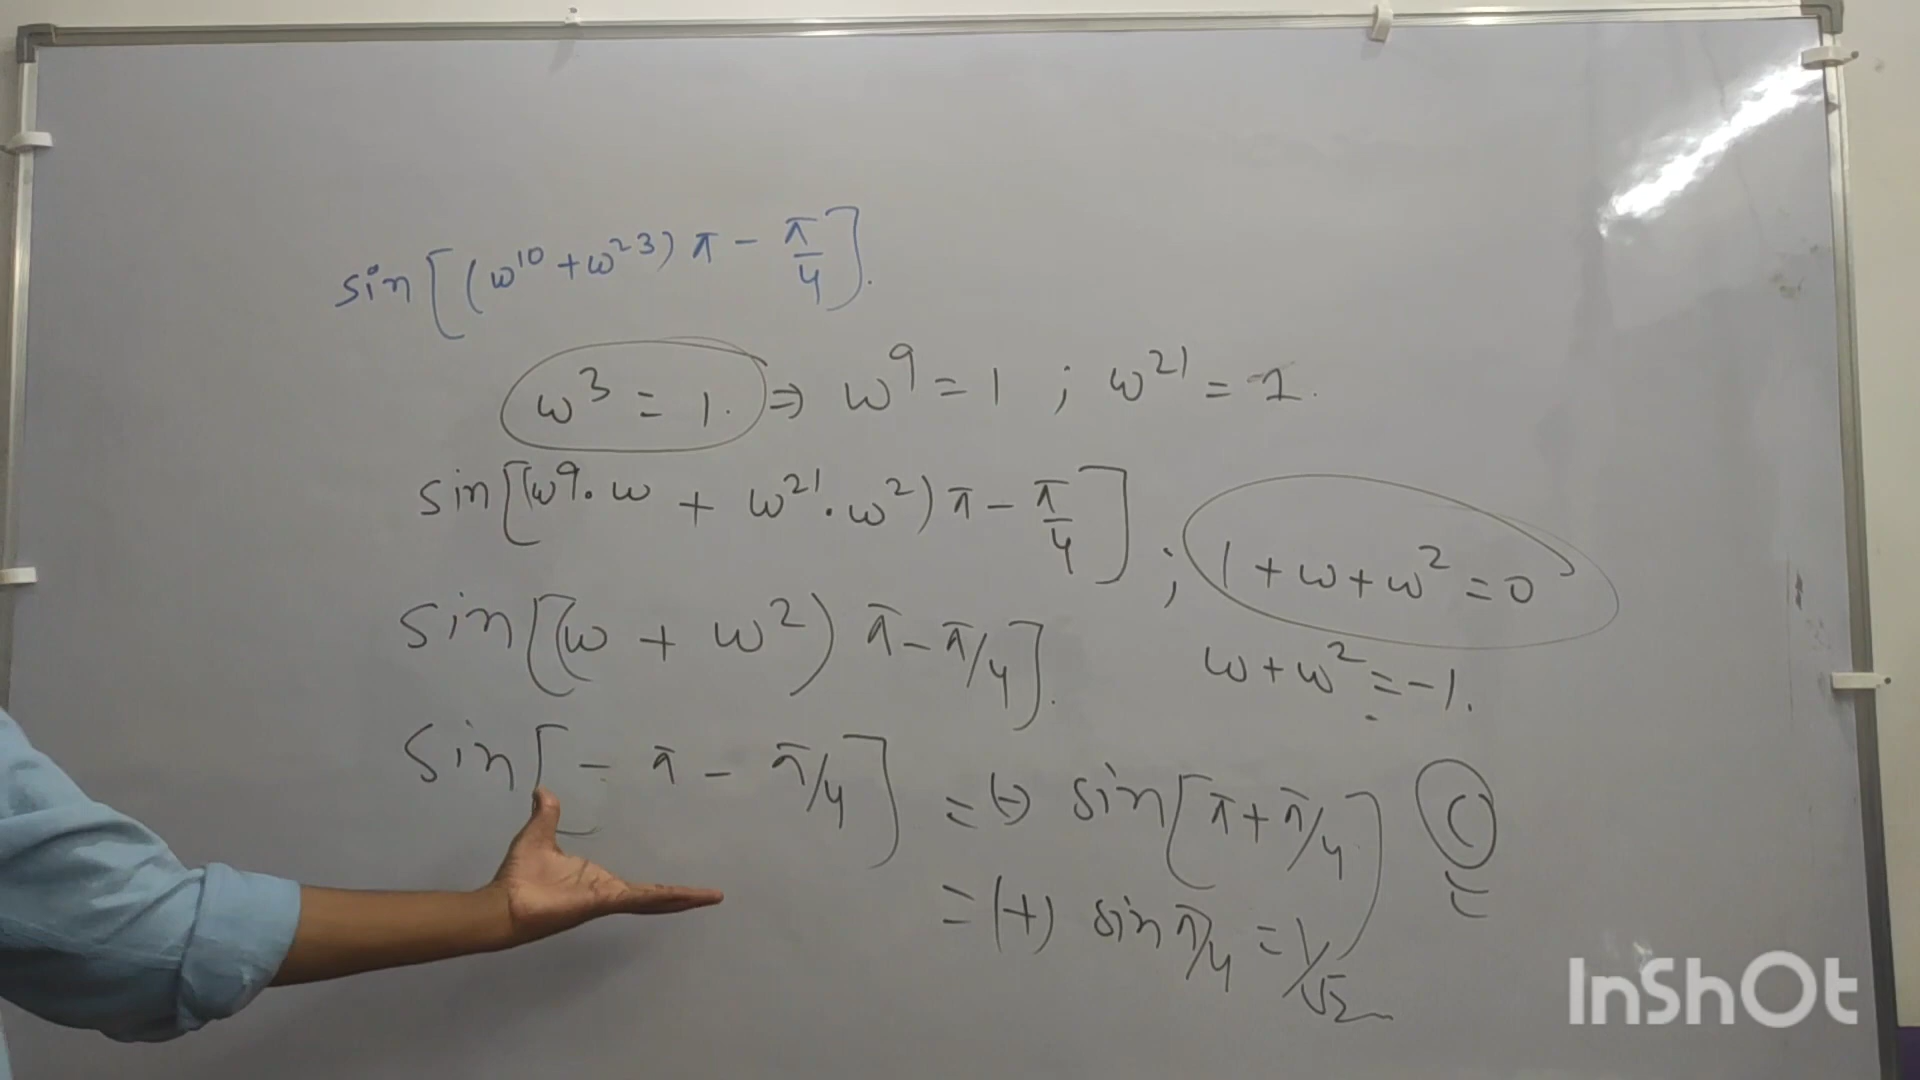 sin[(ω¹⁰ + ω²³) π - π/4].
ω³ = 1. ⇒ ω⁹ = 1 ; ω²¹ = 1.
sin[(ω⁹·ω + ω²¹·ω²) π - π/4] ; 1 + ω + ω² = 0
sin[(ω + ω²) π - π/4]. ω + ω² = -1.
sin[- π - π/4] = (-) sin[π + π/4] C
= (+) sin π/4 = 1/√2
InShOt